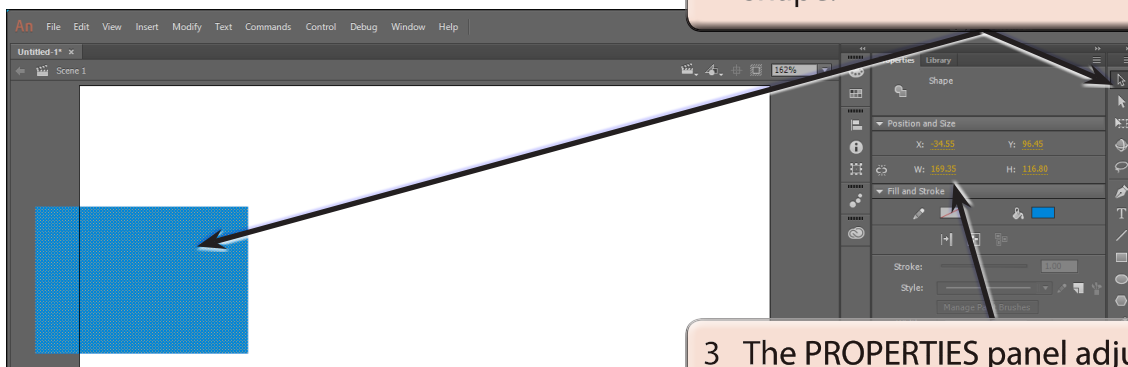 An File Edit View Insert Modify Text Commands Control Debug Window Help
Untitled-1* ×
Scene 1
162%
Properties Library
Shape
Position and Size
X: -34.55 Y: 96.45
W: 169.35 H: 116.80
Fill and Stroke
Stroke: 1.00
Style:
Manage Brushes
3 The PROPERTIES panel adju